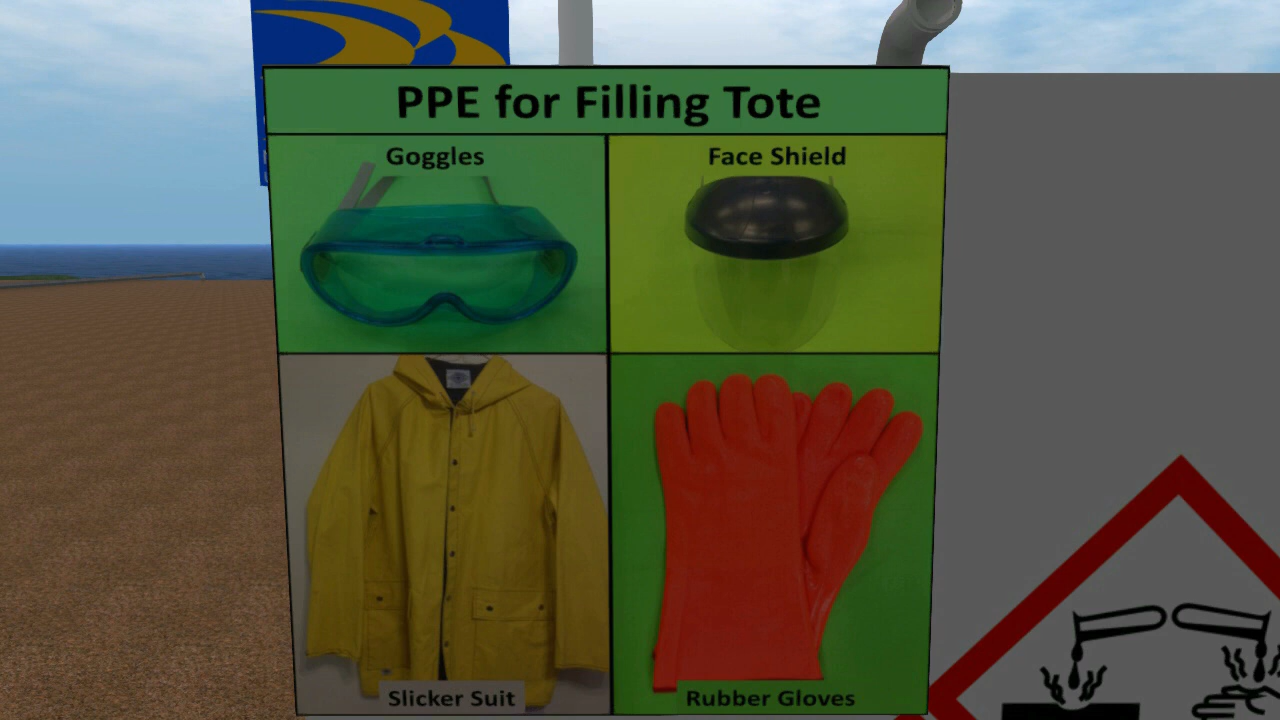 PPE for Filling Tote
Goggles
Face Shield
Slicker Suit
Rubber Gloves